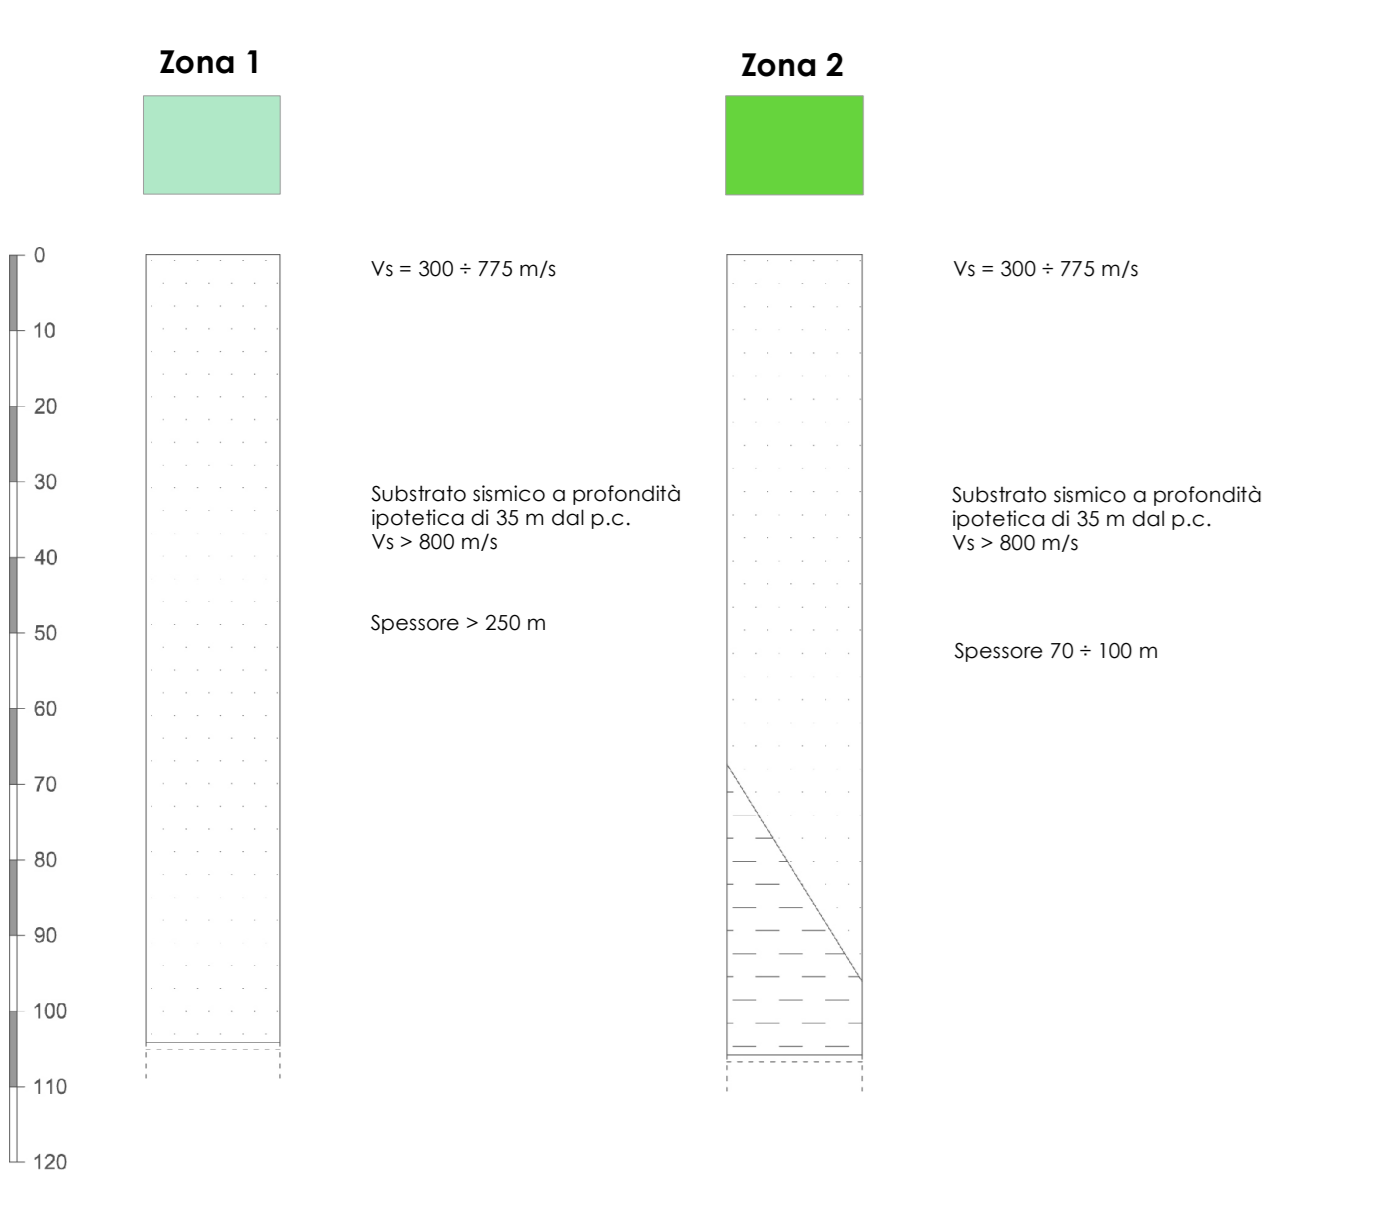 Zona 1
Zona 2
0
10
20
30
40
50
60
70
80
90
100
110
120
Vs = 300 ÷ 775 m/s
Substrato sismico a profondità
ipotetica di 35 m dal p.c.
Vs > 800 m/s
Spessore > 250 m
Vs = 300 ÷ 775 m/s
Substrato sismico a profondità
ipotetica di 35 m dal p.c.
Vs > 800 m/s
Spessore 70 ÷ 100 m